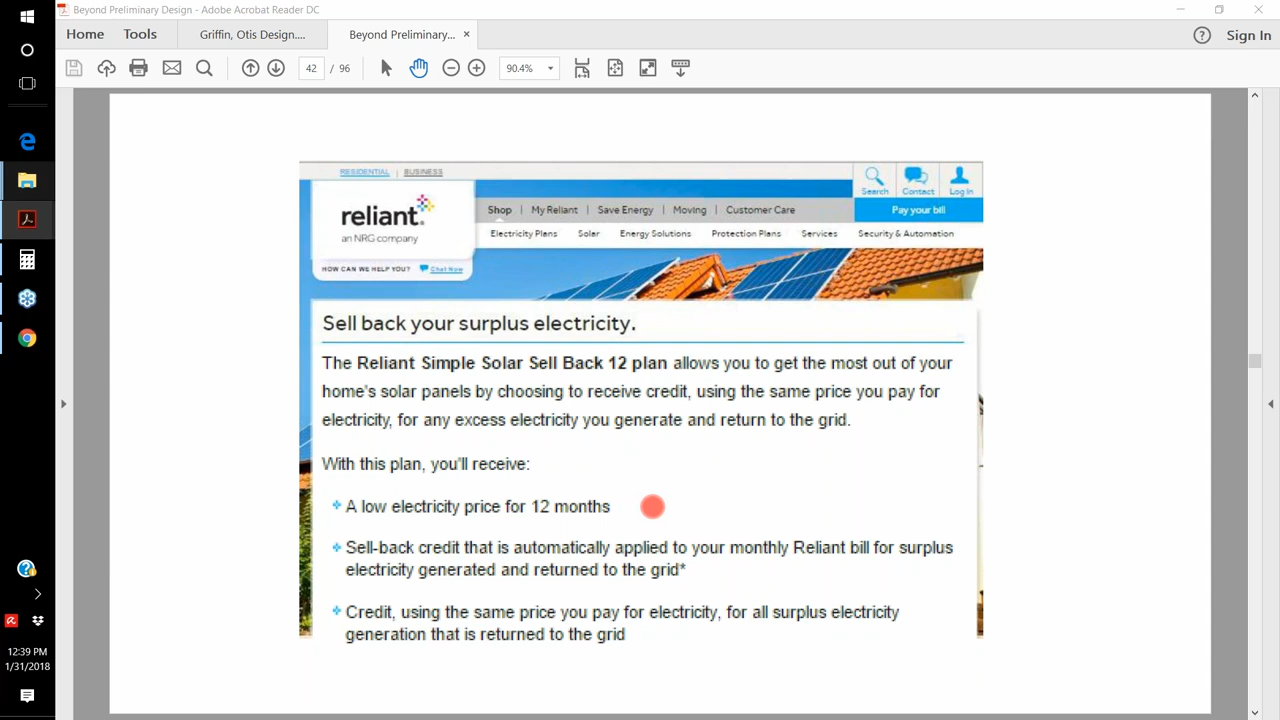 Beyond Preliminary Design - Adobe Acrobat Reader DC
Home Tools Griffin, Otis Design.... Beyond Preliminary... × ? Sign In
42 / 96 90.4%
RESIDENTIAL | BUSINESS
Search Contact Log In
reliant
an NRG company
Shop | My Reliant | Save Energy | Moving | Customer Care Pay your bill
Electricity Plans Solar Energy Solutions Protection Plans Services Security & Automation
HOW CAN WE HELP YOU? Chat Now
Sell back your surplus electricity.
The Reliant Simple Solar Sell Back 12 plan allows you to get the most out of your
home's solar panels by choosing to receive credit, using the same price you pay for
electricity, for any excess electricity you generate and return to the grid.
With this plan, you'll receive:
A low electricity price for 12 months
Sell-back credit that is automatically applied to your monthly Reliant bill for surplus
electricity generated and returned to the grid*
Credit, using the same price you pay for electricity, for all surplus electricity
generation that is returned to the grid
12:39 PM
1/31/2018